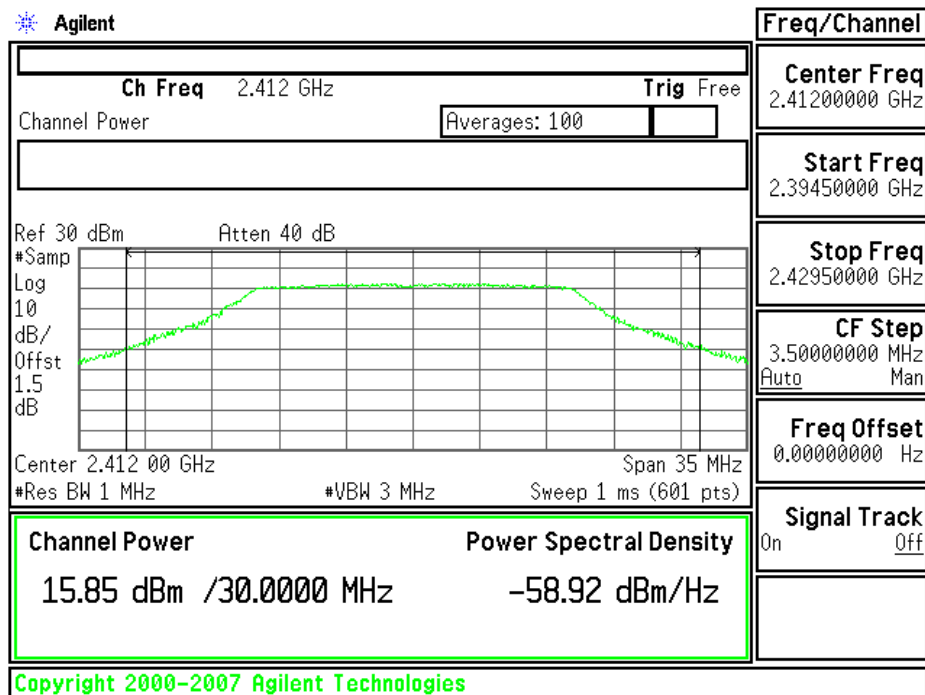 Agilent
Freq/Channel
Ch Freq 2.412 GHz Trig Free
Channel Power Averages: 100
Ref 30 dBm Atten 40 dB
#Samp
Log
10
dB/
Offst
1.5
dB
Center 2.412 00 GHz Span 35 MHz
#Res BW 1 MHz #VBW 3 MHz Sweep 1 ms (601 pts)
Channel Power Power Spectral Density
15.85 dBm /30.0000 MHz -58.92 dBm/Hz
Center Freq
2.41200000 GHz
Start Freq
2.39450000 GHz
Stop Freq
2.42950000 GHz
CF Step
3.50000000 MHz
Auto Man
Freq Offset
0.00000000 Hz
Signal Track
On Off
Copyright 2000-2007 Agilent Technologies